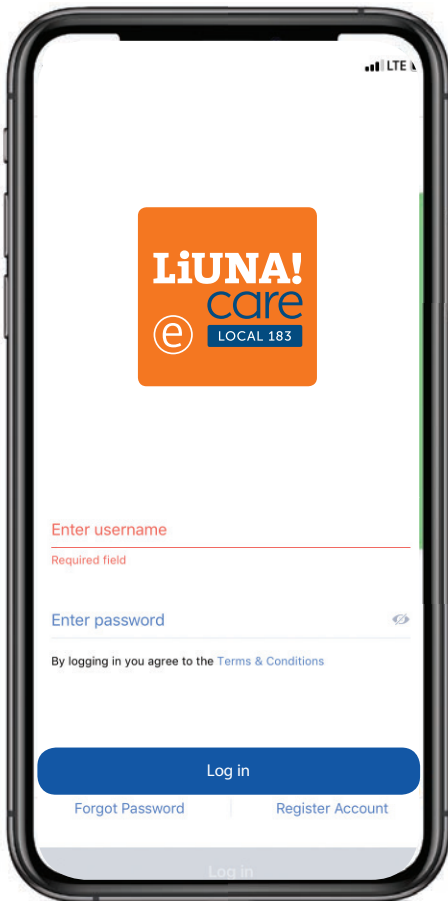 LTE
LiUNA!
care
e
LOCAL 183
Enter username
Required field
Enter password
By logging in you agree to the Terms & Conditions
Log in
Forgot Password
Register Account
Log in